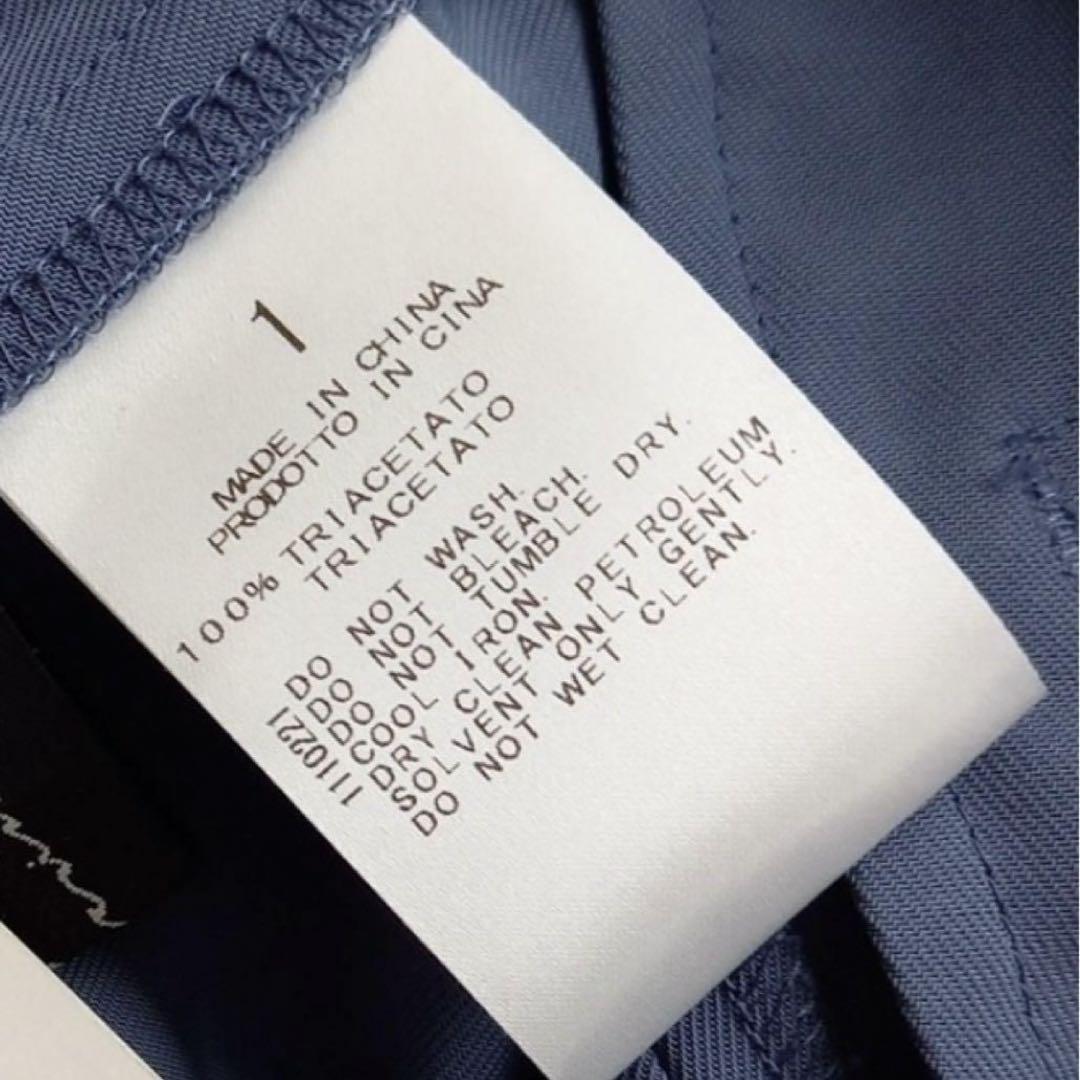 1
MADE IN CHINA
PRODOTTO IN CINA
100% TRIACETATO
TRIACETATO
DO NOT WASH.
DO NOT BLEACH.
DO NOT TUMBLE DRY.
COOL IRON.
DRY CLEAN PETROLEUM
SOLVENT ONLY GENTLY.
DO NOT WET CLEAN.
1110221